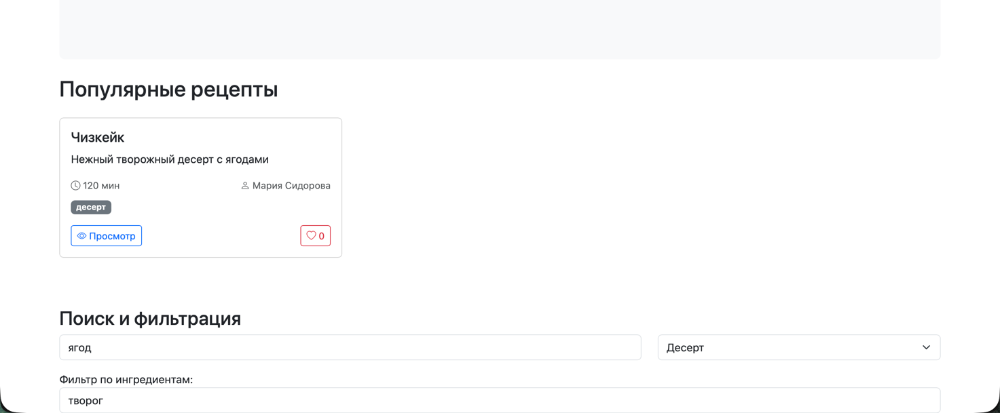 Популярные рецепты
Чизкейк
Нежный творожный десерт с ягодами
120 мин
Мария Сидорова
десерт
Просмотр
0
Поиск и фильтрация
ягод
Десерт
Фильтр по ингредиентам:
творог